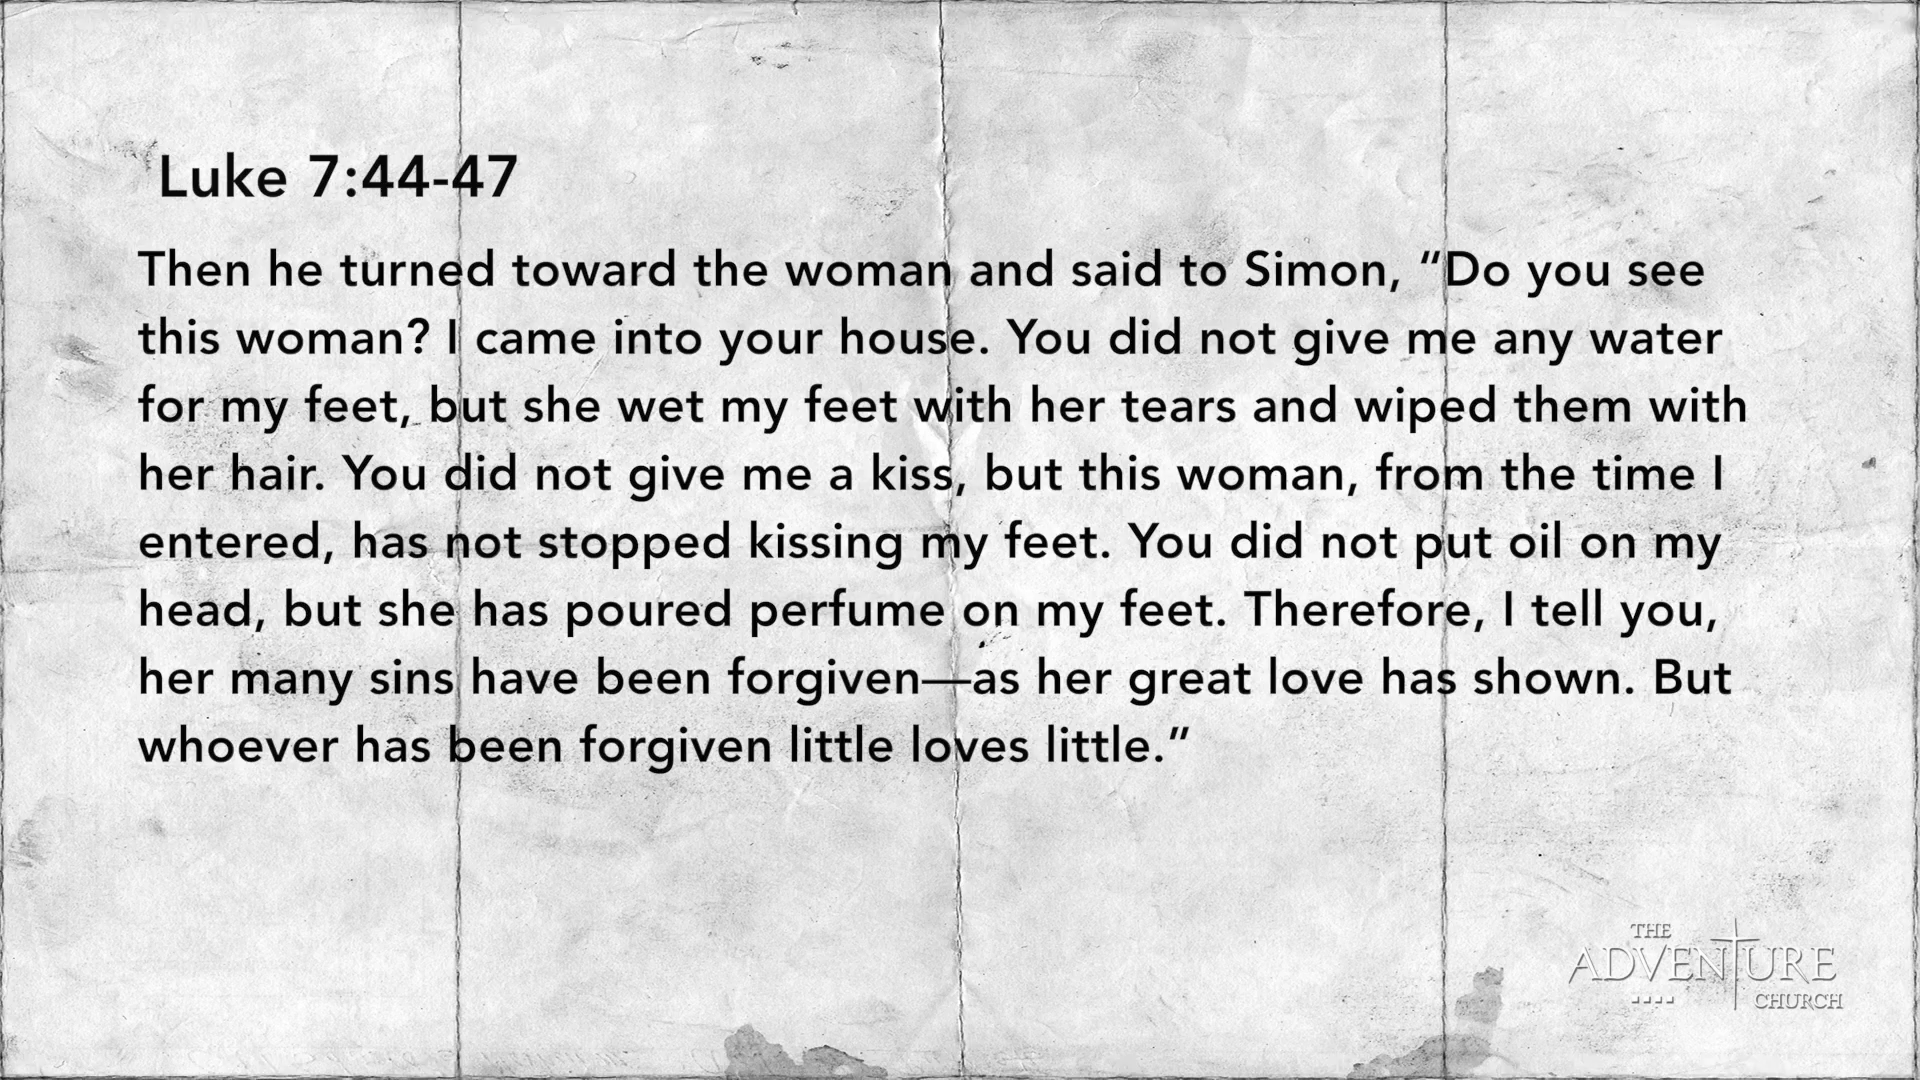 Luke 7:44-47
Then he turned toward the woman and said to Simon, “Do you see
this woman? I came into your house. You did not give me any water
for my feet, but she wet my feet with her tears and wiped them with
her hair. You did not give me a kiss, but this woman, from the time I
entered, has not stopped kissing my feet. You did not put oil on my
head, but she has poured perfume on my feet. Therefore, I tell you,
her many sins have been forgiven—as her great love has shown. But
whoever has been forgiven little loves little.”
THE
ADVENTURE
CHURCH